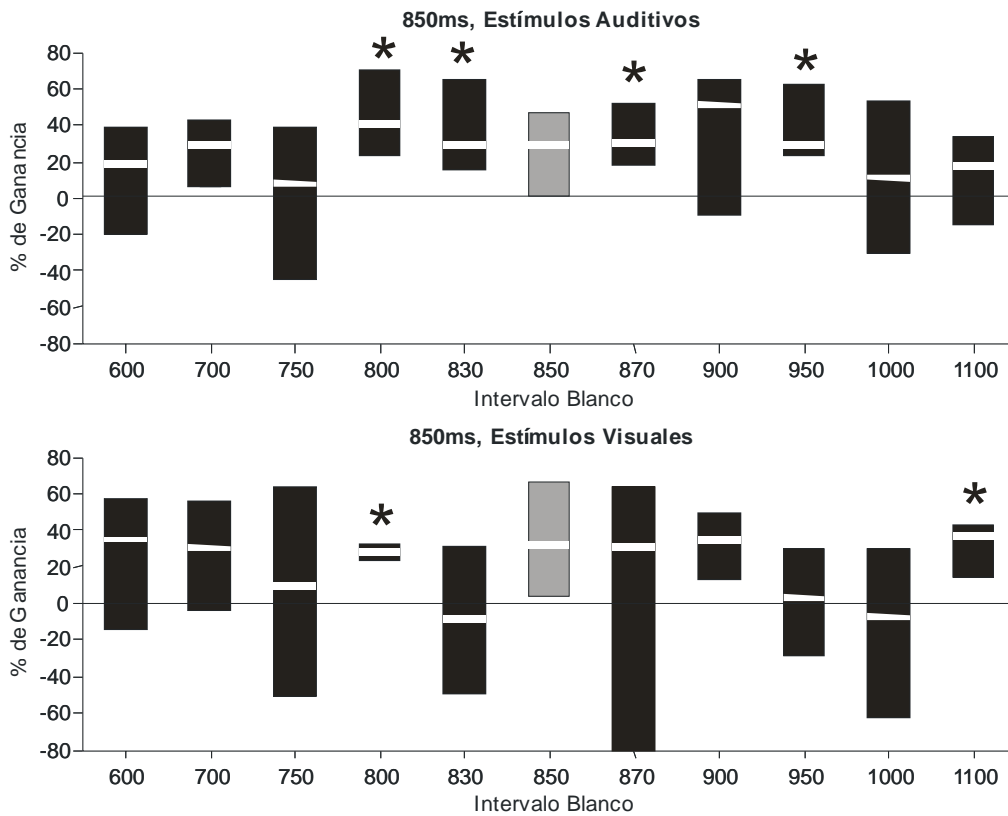 850ms, Estímulos Auditivos
% de Ganancia
80
60
40
20
0
-20
-40
-60
-80
* * * *
600 700 750 800 830 850 870 900 950 1000 1100
Intervalo Blanco
850ms, Estímulos Visuales
% de Ganancia
80
60
40
20
0
-20
-40
-60
-80
* *
600 700 750 800 830 850 870 900 950 1000 1100
Intervalo Blanco